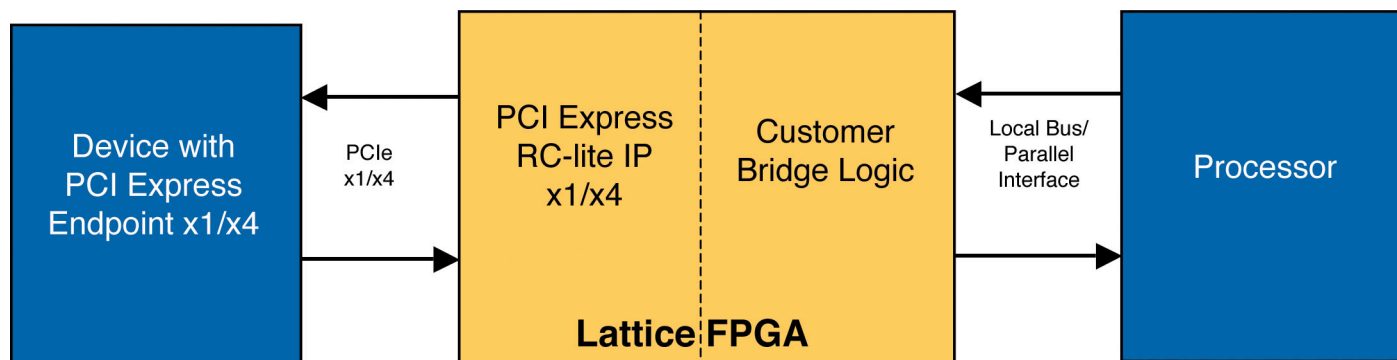 Device with
PCI Express
Endpoint x1/x4
PCIe
x1/x4
PCI Express
RC-lite IP
x1/x4
Customer
Bridge Logic
Lattice FPGA
Local Bus/
Parallel
Interface
Processor